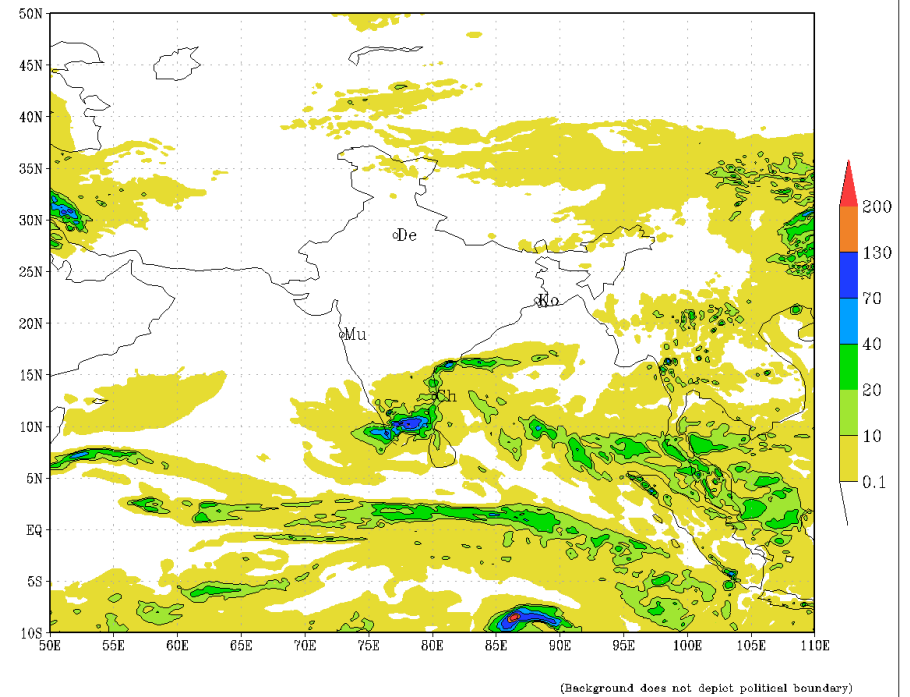 50N
45N
40N
35N
30N
25N
20N
15N
10N
5N
EQ
5S
10S
50E 55E 60E 65E 70E 75E 80E 85E 90E 95E 100E 105E 110E
De
Ko
Mu
Ch
200
130
70
40
20
10
0.1
(Background does not depict political boundary)